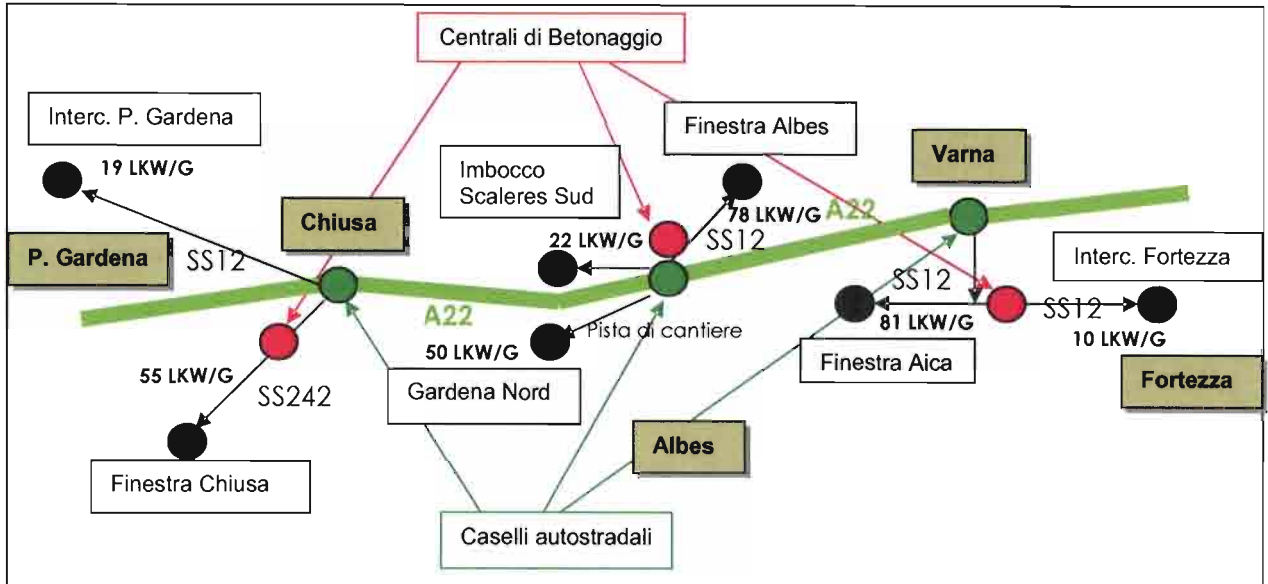 Centrali di Betonaggio
Interc. P. Gardena
19 LKW/G
Finestra Albes
Varna
Imbocco
Scaleres Sud
Chiusa
78 LKW/G
A22
22 LKW/G
SS12
P. Gardena
SS12
Interc. Fortezza
SS12
SS12
A22
Pista di cantiere
81 LKW/G
10 LKW/G
50 LKW/G
Finestra Aica
55 LKW/G
SS242
Gardena Nord
Fortezza
Albes
Finestra Chiusa
Caselli autostradali